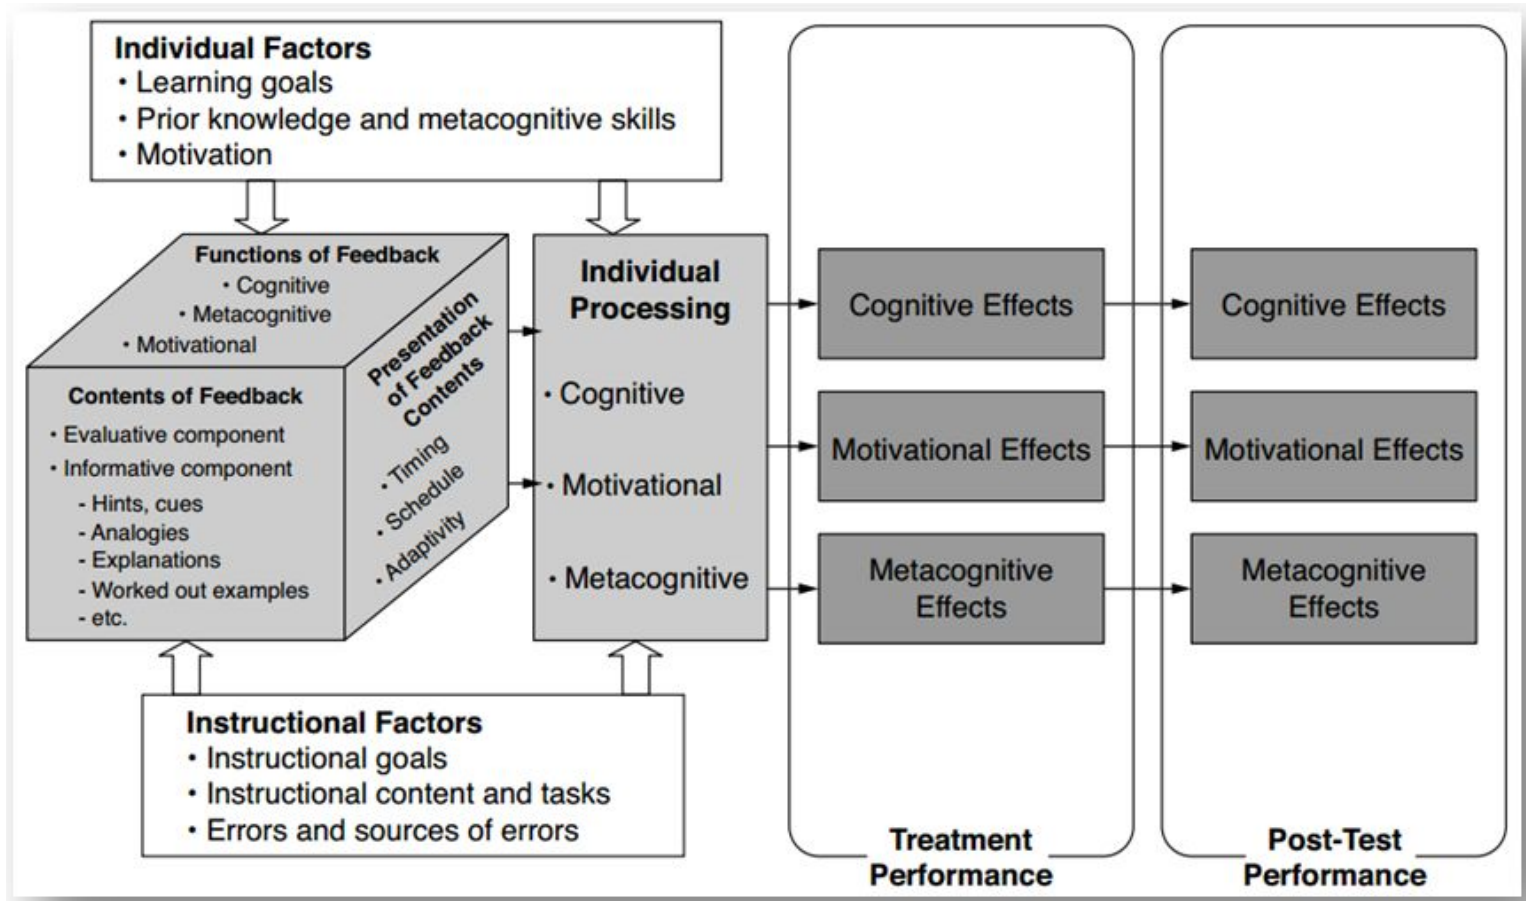 Individual Factors
· Learning goals
· Prior knowledge and metacognitive skills
· Motivation
Functions of Feedback
· Cognitive
· Metacognitive
· Motivational
Contents of Feedback
· Evaluative component
· Informative component
- Hints, cues
- Analogies
- Explanations
- Worked out examples
- etc.
Presentation
of Feedback
Contents
· Timing
· Schedule
· Adaptivity
Individual
Processing
· Cognitive
· Motivational
· Metacognitive
Instructional Factors
· Instructional goals
· Instructional content and tasks
· Errors and sources of errors
Cognitive Effects
Motivational Effects
Metacognitive
Effects
Treatment
Performance
Cognitive Effects
Motivational Effects
Metacognitive
Effects
Post-Test
Performance